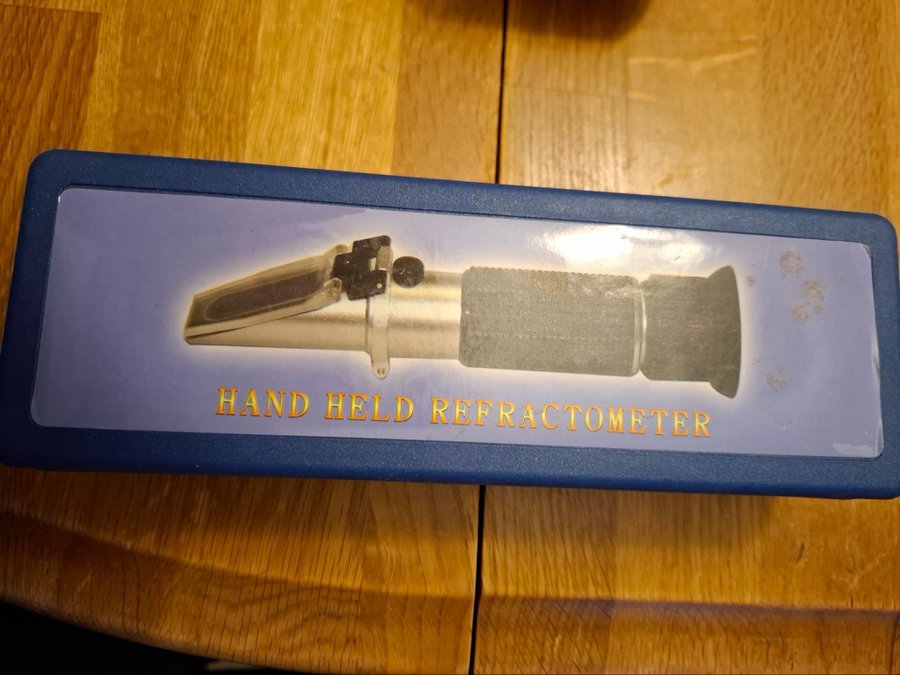 HAND HELD REFRACTOMETER